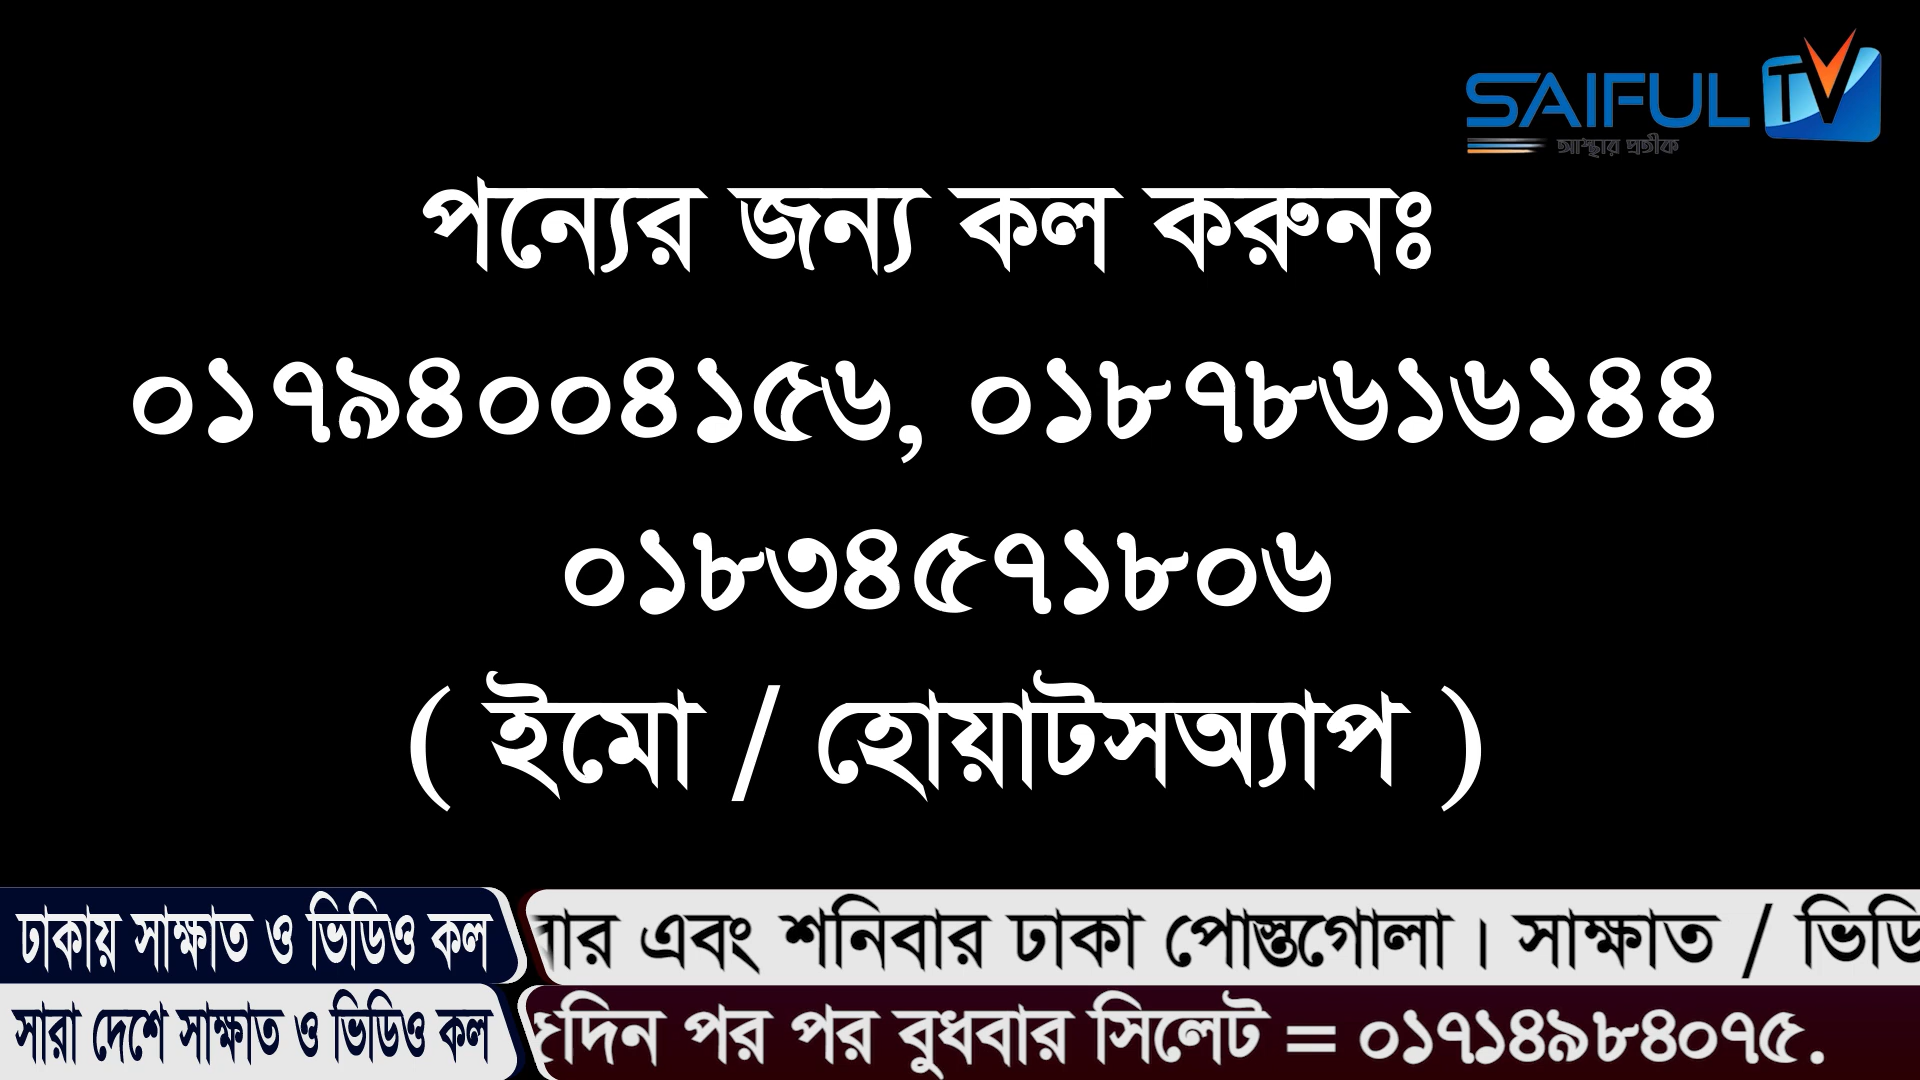 SAIFUL TV
আস্থার প্রতীক
পন্যের জন্য কল করুনঃ
০১৭৯৪০০৪১৫৬, ০১৮৭৮৬১৬১৪৪
০১৮৩৪৫৭১৮০৬
( ইমো / হোয়াটসঅ্যাপ )
ঢাকায় সাক্ষাত ও ভিডিও কল
এবং শনিবার ঢাকা পোস্তগোলা। সাক্ষাত /
সারা দেশে সাক্ষাত ও ভিডিও কল
পর পর বুধবার সিলেট = ০১৭১৪৯৮৪০৭৫.